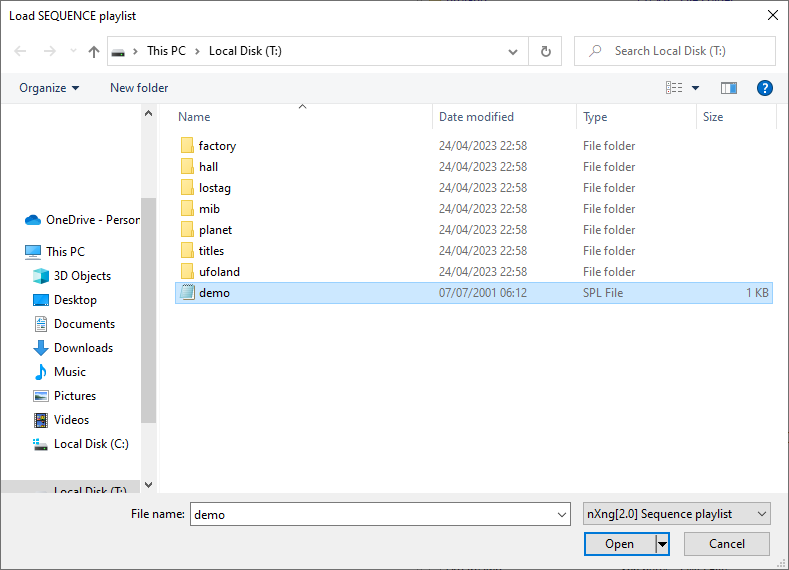 Load SEQUENCE playlist
This PC > Local Disk (T:)
Search Local Disk (T:)
Organize
New folder
Name Date modified Type Size
factory 24/04/2023 22:58 File folder
hall 24/04/2023 22:58 File folder
lostag 24/04/2023 22:58 File folder
mib 24/04/2023 22:58 File folder
planet 24/04/2023 22:58 File folder
titles 24/04/2023 22:58 File folder
ufoland 24/04/2023 22:58 File folder
demo 07/07/2001 06:12 SPL File 1 KB
OneDrive - Person
This PC
3D Objects
Desktop
Documents
Downloads
Music
Pictures
Videos
Local Disk (C:)
Local Disk (T:)
File name: demo
nXng[2.0] Sequence playlist
Open
Cancel